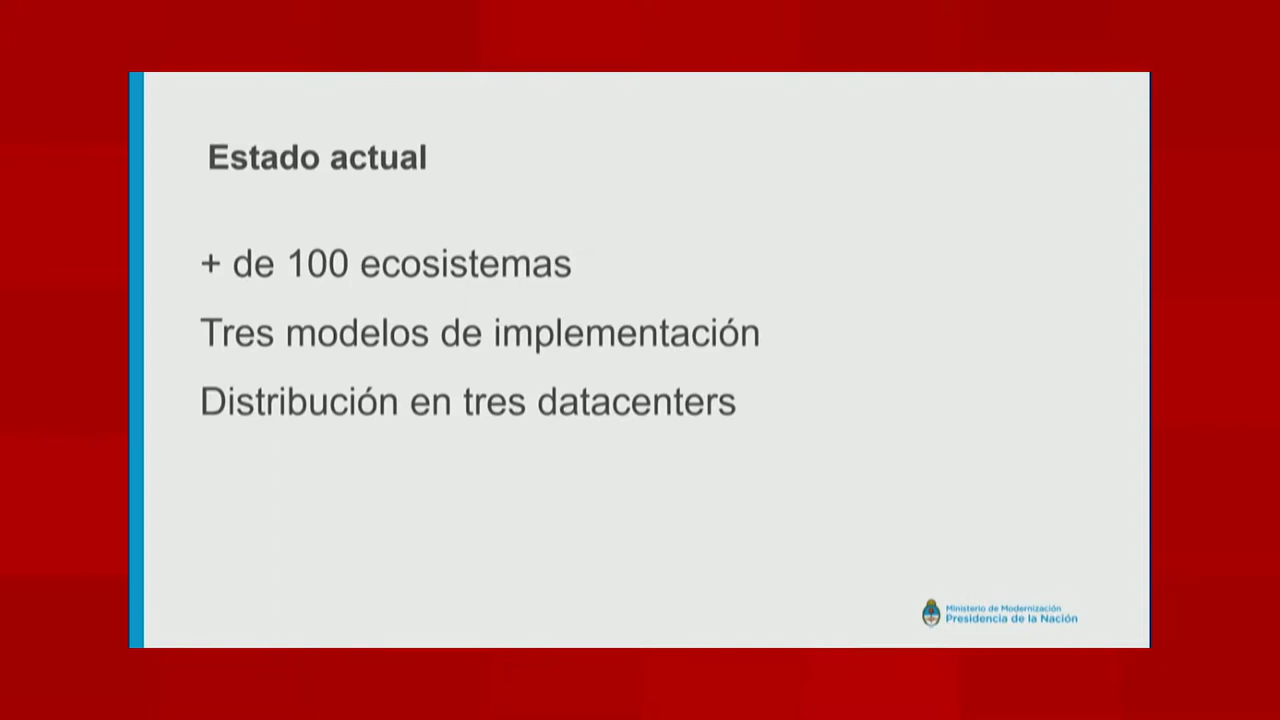 Estado actual
+ de 100 ecosistemas
Tres modelos de implementación
Distribución en tres datacenters
Ministerio de Modernización
Presidencia de la Nación